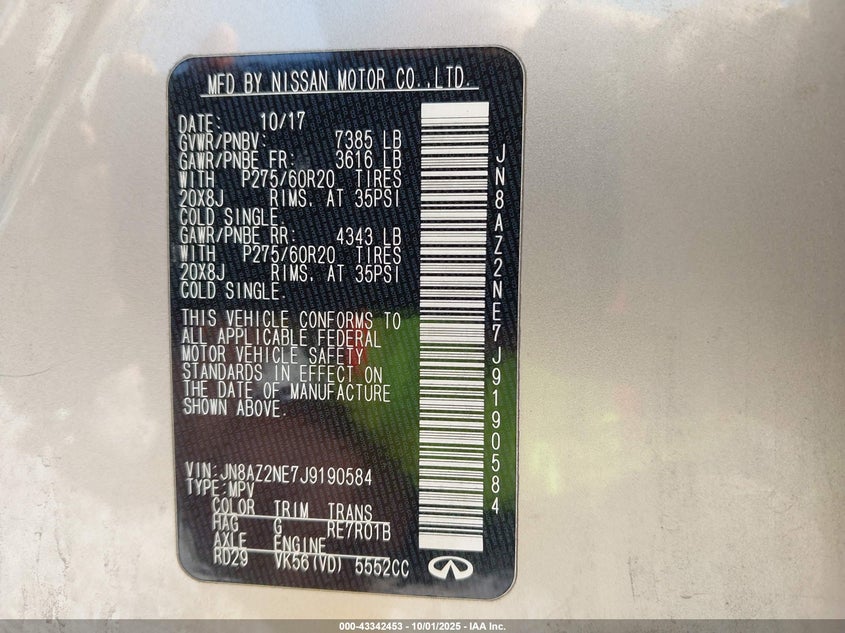 MFD BY NISSAN MOTOR CO.,LTD.
DATE: 10/17
GVWR/PNBV: 7385 LB
GAWR/PNBE FR: 3616 LB
WITH P275/60R20 TIRES
20X8J RIMS, AT 35PSI
COLD SINGLE.
GAWR/PNBE RR: 4343 LB
WITH P275/60R20 TIRES
20X8J RIMS, AT 35PSI
COLD SINGLE.
THIS VEHICLE CONFORMS TO
ALL APPLICABLE FEDERAL
MOTOR VEHICLE SAFETY
STANDARDS IN EFFECT ON
THE DATE OF MANUFACTURE
SHOWN ABOVE.
VIN:JN8AZ2NE7J9190584
TYPE:MPV
COLOR TRIM TRANS
HAG G RE7R01B
AXLE ENGINE
RD29 VK56(VD) 5552CC
JN8AZ2NE7J9190584
000-43342453 - 10/01/2025 - IAA Inc.